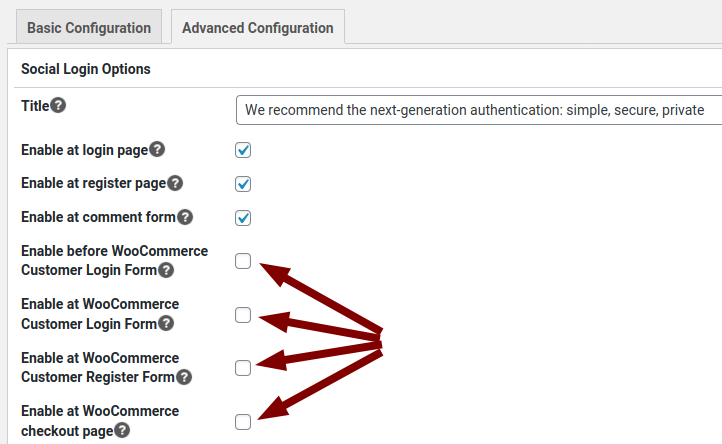 Basic Configuration
Advanced Configuration
Social Login Options
Title ?
We recommend the next-generation authentication: simple, secure, private
Enable at login page ?
Enable at register page ?
Enable at comment form ?
Enable before WooCommerce
Customer Login Form ?
Enable at WooCommerce
Customer Login Form ?
Enable at WooCommerce
Customer Register Form ?
Enable at WooCommerce
checkout page ?